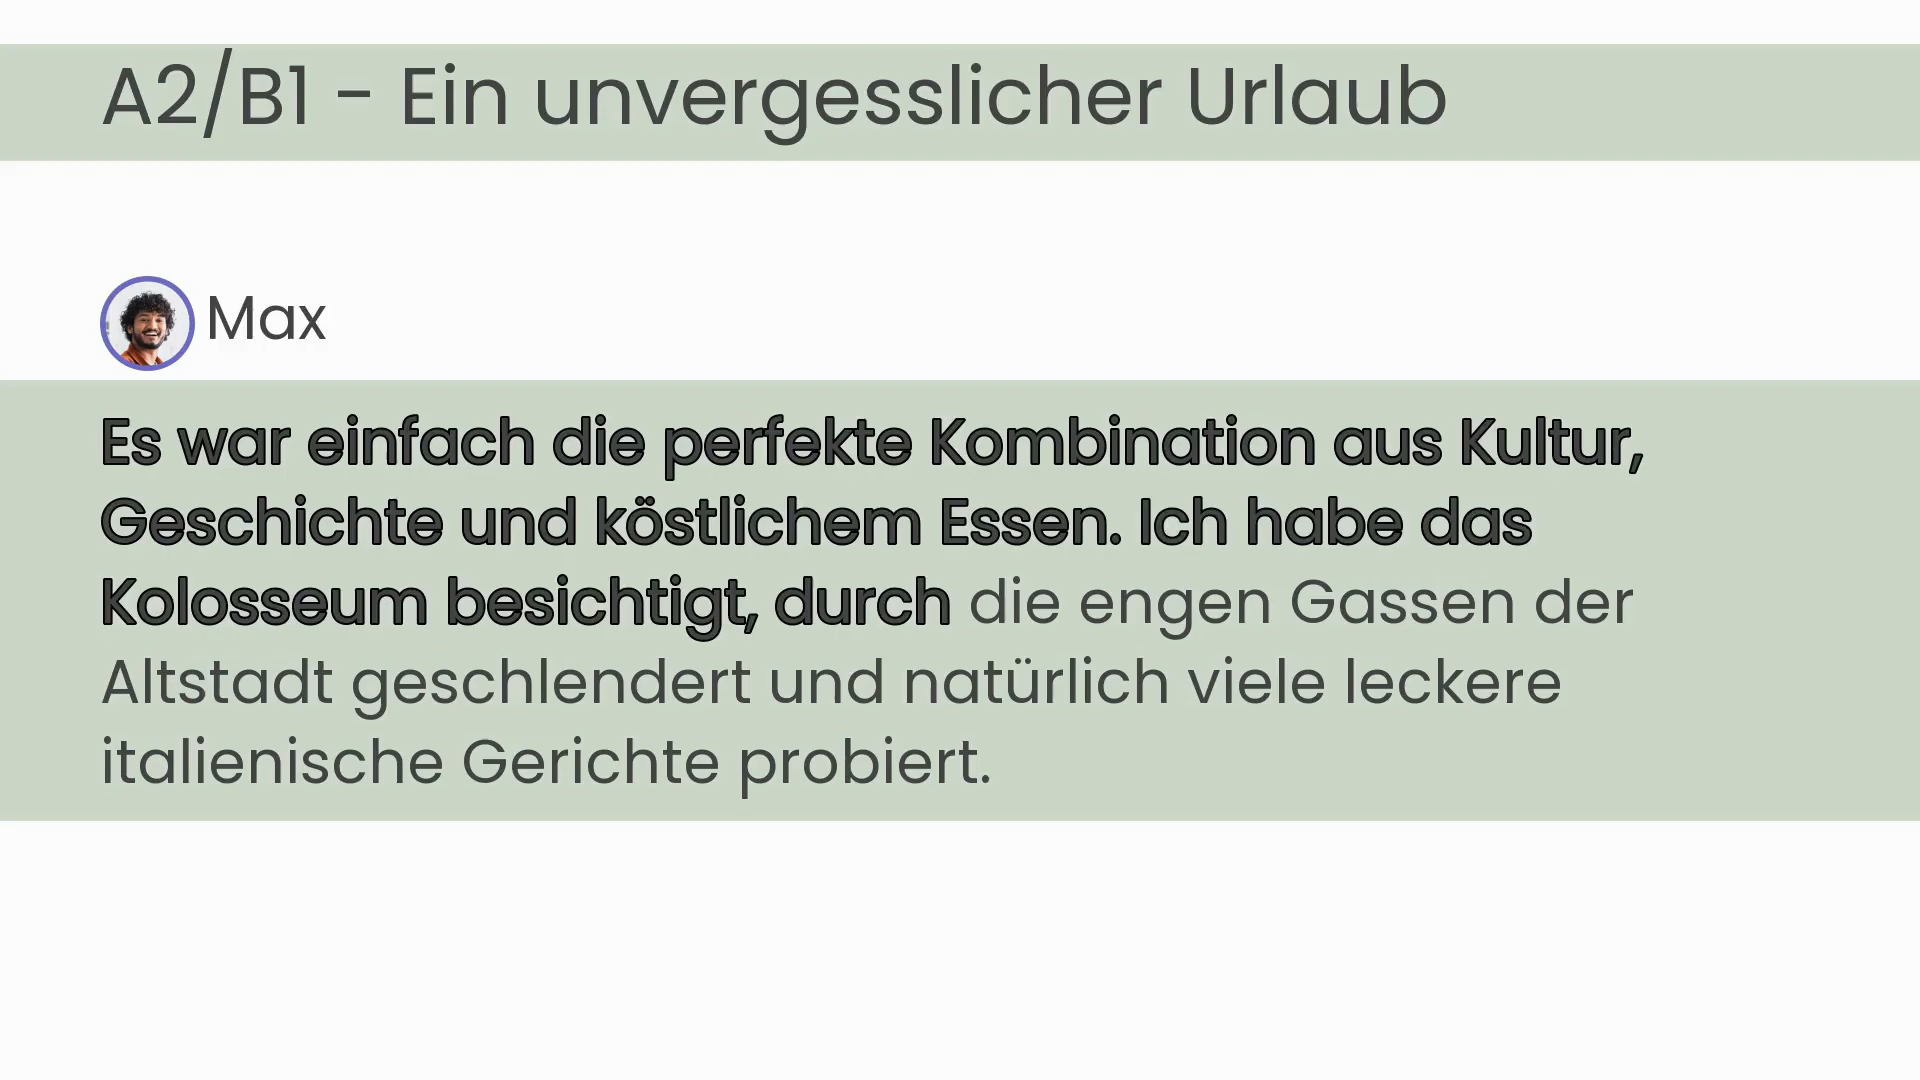 A2/B1 - Ein unvergesslicher Urlaub
Max
Es war einfach die perfekte Kombination aus Kultur,
Geschichte und köstlichem Essen. Ich habe das
Kolosseum besichtigt, durch die engen Gassen der
Altstadt geschlendert und natürlich viele leckere
italienische Gerichte probiert.